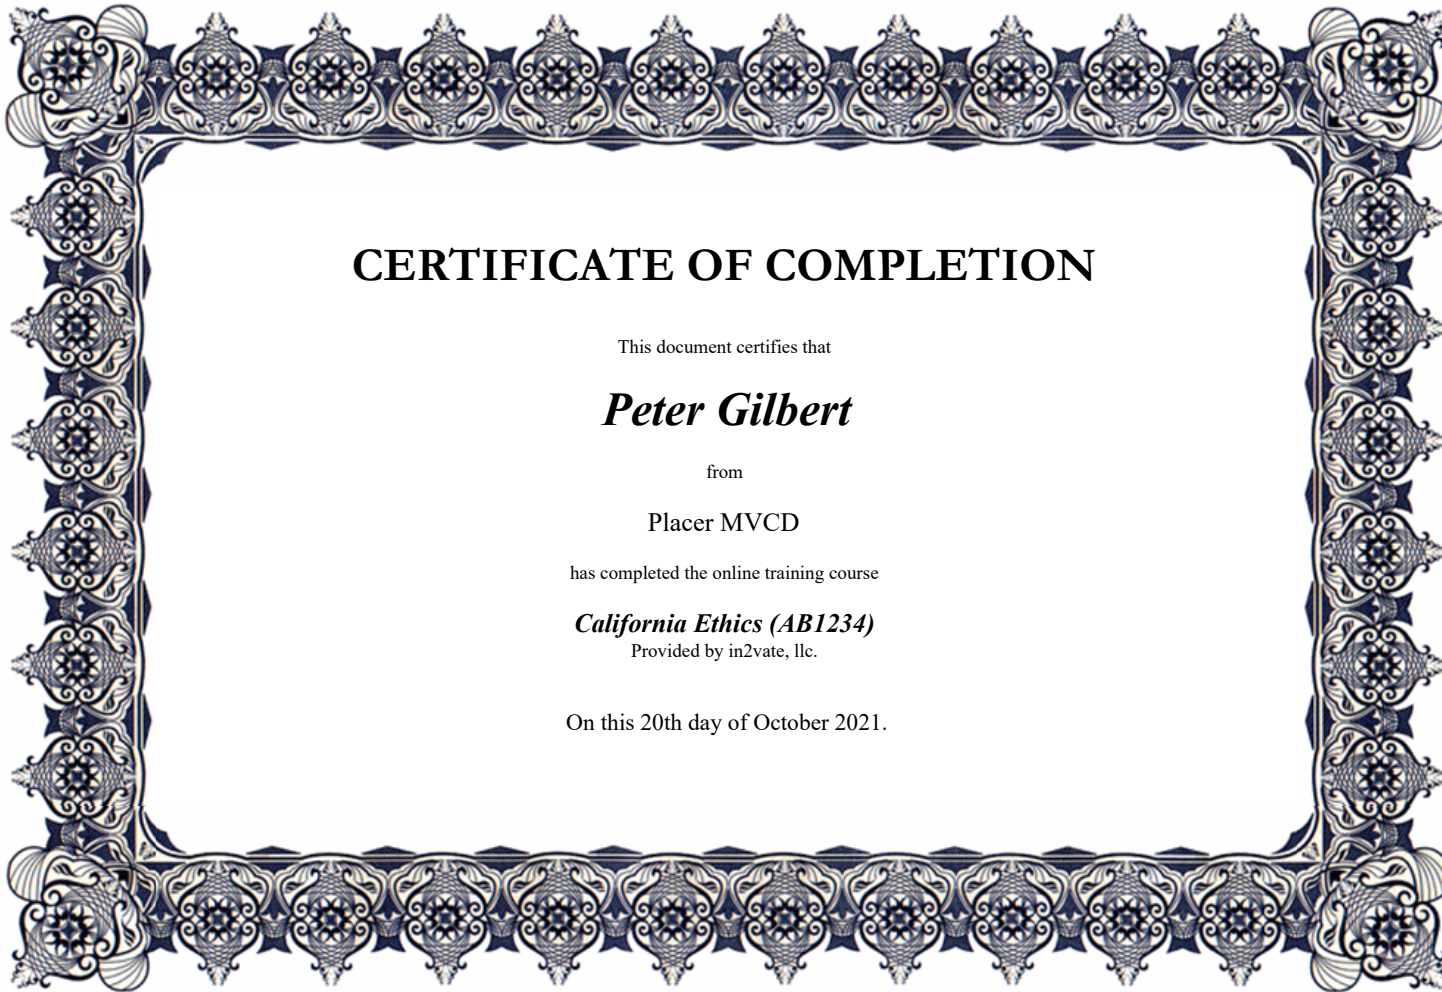 CERTIFICATE OF COMPLETION
This document certifies that
Peter Gilbert
from
Placer MVCD
has completed the online training course
California Ethics (AB1234)
Provided by in2vate, llc.
On this 20th day of October 2021.